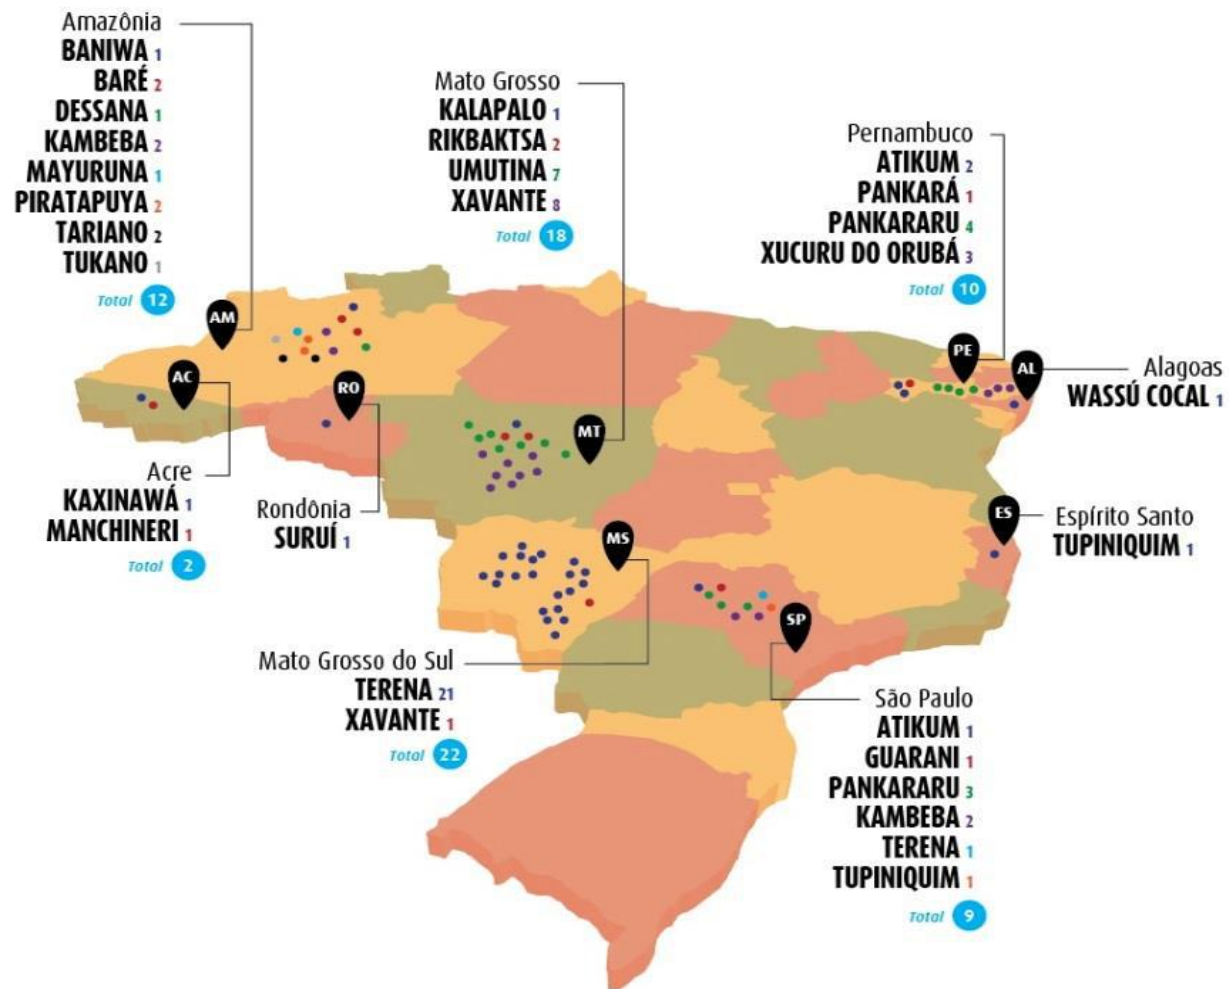 Amazônia
BANIWA 1
BARÉ 2
DESSANA 1
KAMBEBA 2
MAYURUNA 1
PIRATAPUYA 2
TARIANO 2
TUKANO 1
Total 12
Mato Grosso
KALAPALO 1
RIKBAKTSA 2
UMUTINA 7
XAVANTE 8
Total 18
Pernambuco
ATIKUM 2
PANKARÁ 1
PANKARARU 4
XUCURU DO ORUBÁ 3
Total 10
AM
AC
RO
MT
PE
AL
Alagoas
WASSÚ COCAL 1
Acre
KAXINAWÁ 1
MANCHINERI 1
Total 2
Rondônia
SURUÍ 1
MS
ES
Espírito Santo
TUPINIQUIM 1
SP
Mato Grosso do Sul
TERENA 21
XAVANTE 1
Total 22
São Paulo
ATIKUM 1
GUARANI 1
PANKARARU 3
KAMBEBA 2
TERENA 1
TUPINIQUIM 1
Total 9